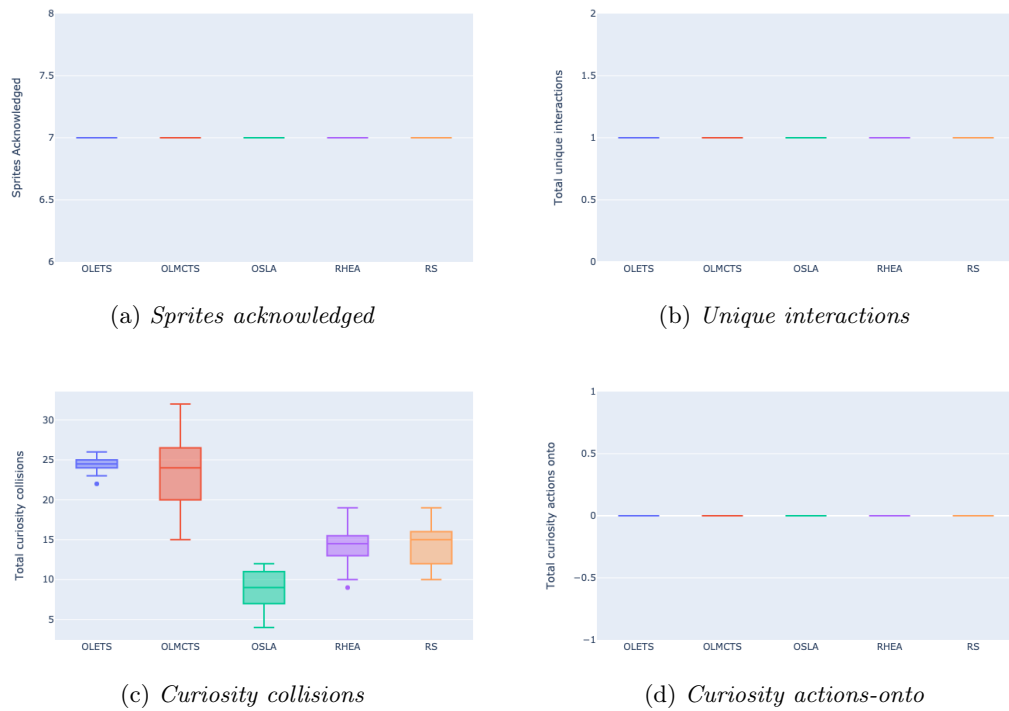 Sprites Acknowledged
8
7.5
7
6.5
6
OLETS OLMCTS OSLA RHEA RS
(a) Sprites acknowledged
Total unique interactions
2
1.5
1
0.5
0
OLETS OLMCTS OSLA RHEA RS
(b) Unique interactions
Total curiosity collisions
30
25
20
15
10
5
OLETS OLMCTS OSLA RHEA RS
(c) Curiosity collisions
Total curiosity actions onto
1
0.5
0
−0.5
−1
OLETS OLMCTS OSLA RHEA RS
(d) Curiosity actions-onto